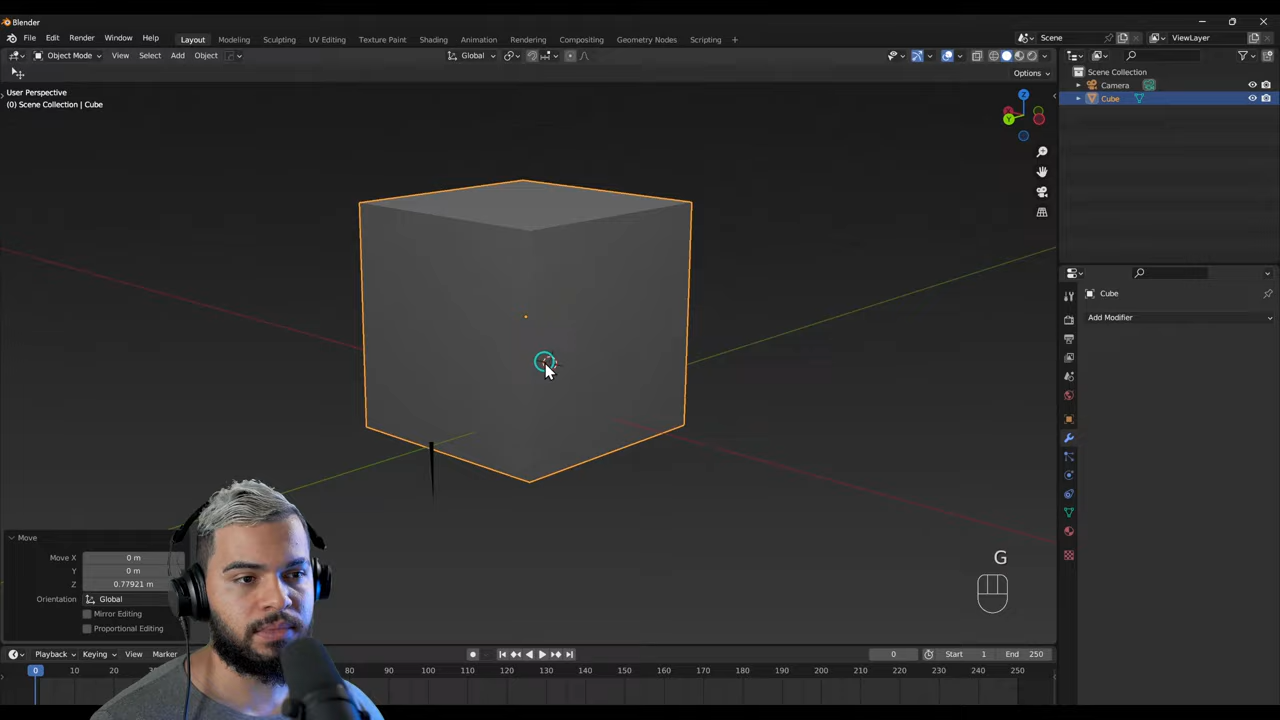 Blender
File Edit Render Window Help Layout Modeling Sculpting UV Editing Texture Paint Shading Animation Rendering Compositing Geometry Nodes Scripting + Scene ViewLayer
Object Mode View Select Add Object Global
Options
User Perspective
(0) Scene Collection | Cube
Z
X
Y
Scene Collection
Camera
Cube
Cube
Add Modifier
Move
Move X 0 m
Y 0 m
Z 0.77921 m
Orientation Global
Mirror Editing
Proportional Editing
G
Playback Keying View Marker 0 Start 1 End 250
0 80 90 100 110 120 130 140 150 160 170 180 190 200 210 220 230 240 250